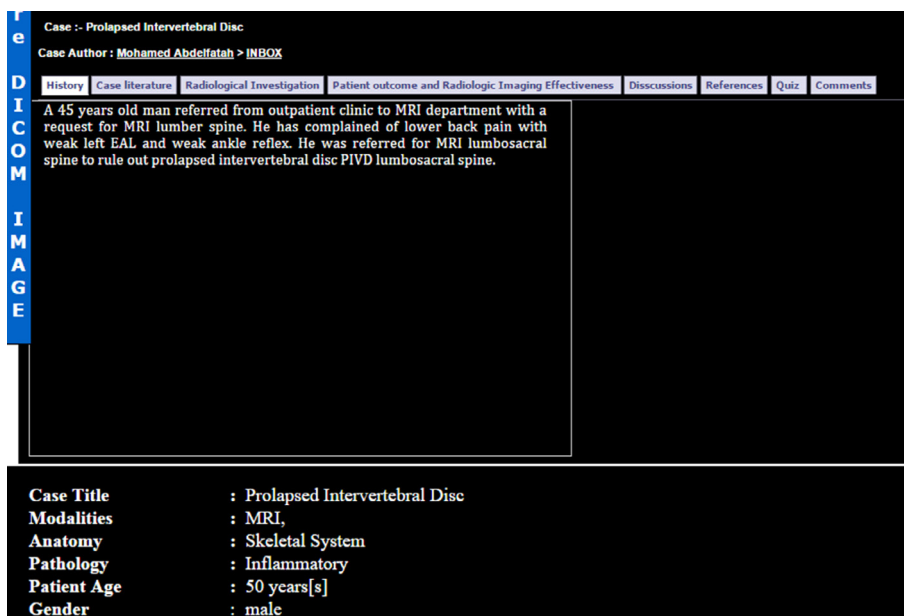 re DICOM IMAGE
Case :- Prolapsed Intervertebral Disc
Case Author : Mohamed Abdelfatah > INBOX
History Case literature Radiological Investigation Patient outcome and Radiologic Imaging Effectiveness Disscussions References Quiz Comments
A 45 years old man referred from outpatient clinic to MRI department with a
request for MRI lumber spine. He has complained of lower back pain with
weak left EAL and weak ankle reflex. He was referred for MRI lumbosacral
spine to rule out prolapsed intervertebral disc PIVD lumbosacral spine.
Case Title : Prolapsed Intervertebral Disc
Modalities : MRI,
Anatomy : Skeletal System
Pathology : Inflammatory
Patient Age : 50 years[s]
Gender : male